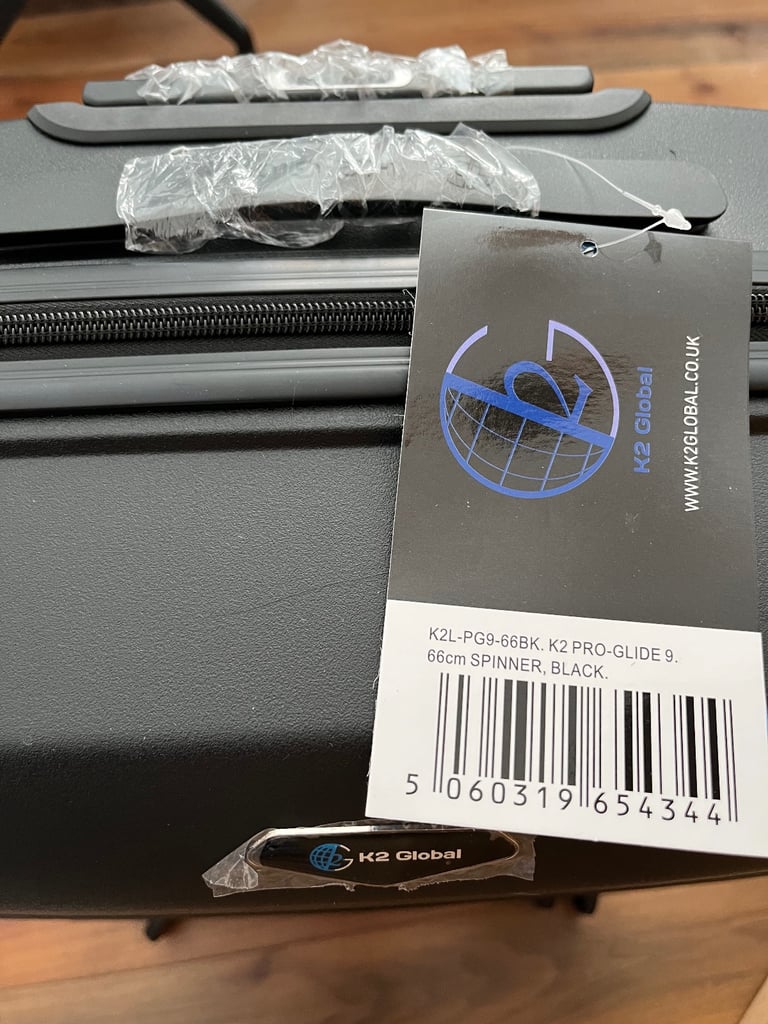 K2 Global
WWW.K2GLOBAL.CO.UK
K2L-PG9-66BK. K2 PRO-GLIDE 9.
66cm SPINNER, BLACK.
5 060319 654344
K2 Global